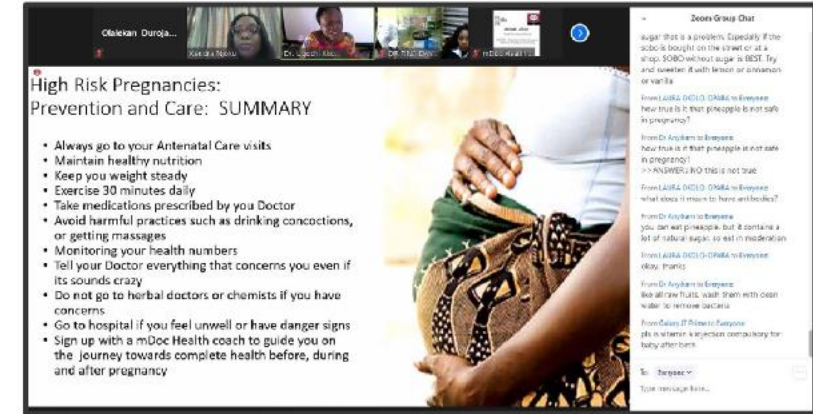 Olalekan Duroja...
Kendra Njoku
Dr. Ugochi
mDoc Health
High Risk Pregnancies:
Prevention and Care: SUMMARY
• Always go to your Antenatal Care visits
• Maintain healthy nutrition
• Keep you weight steady
• Exercise 30 minutes daily
• Take medications prescribed by you Doctor
• Avoid harmful practices such as drinking concoctions,
or getting massages
• Monitoring your health numbers
• Tell your Doctor everything that concerns you even if
its sounds crazy
• Do not go to herbal doctors or chemists if you have
concerns
• Go to hospital if you feel unwell or have danger signs
• Sign up with a mDoc Health coach to guide you on
the journey towards complete health before, during
and after pregnancy
Zoom Group Chat
sugar that is a problem. Especially if the
sobo is bought on the street or at a
shop. SOBO without sugar is BEST. Try
and sweeten it with lemon or cinnamon
or vanilla
From LAURA OKOLO-OPARA to Everyone
how true is it that pineapple is not safe
in pregnancy?
From Dr Anyikam to Everyone
how true is it that pineapple is not safe
in pregnancy?
>> ANSWER: NO this is not true
From LAURA OKOLO-OPARA to Everyone
what does it mean to have antibodies?
From Dr Anyikam to Everyone
you can eat pineapple, but it contains a
lot of natural sugar, so eat in moderation
From LAURA OKOLO-OPARA to Everyone
okay, thanks
From Dr Anyikam to Everyone
like all raw fruits, wash them with clean
water to remove bacteria
From Galaxy J7 Prime to Everyone
pls is vitamin k injection compulsory for
baby after birth
To: Everyone
Type message here...